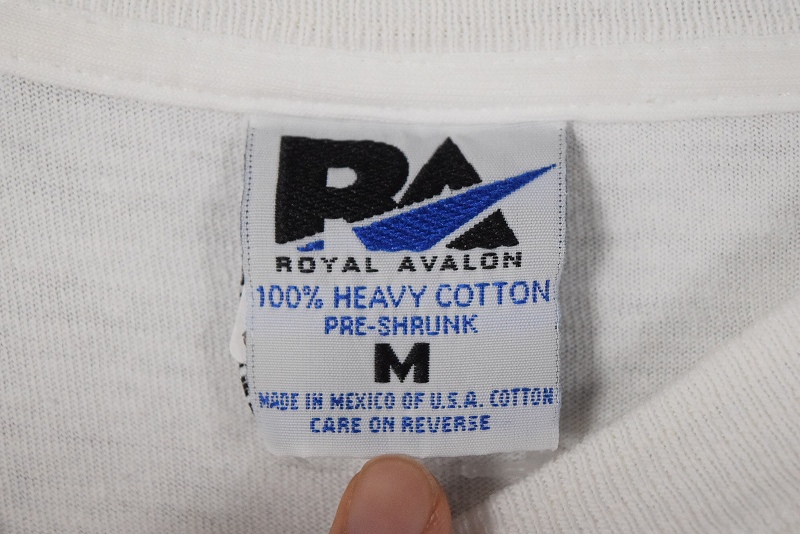 RA
ROYAL AVALON
100% HEAVY COTTON
PRE-SHRUNK
M
MADE IN MEXICO OF U.S.A. COTTON
CARE ON REVERSE